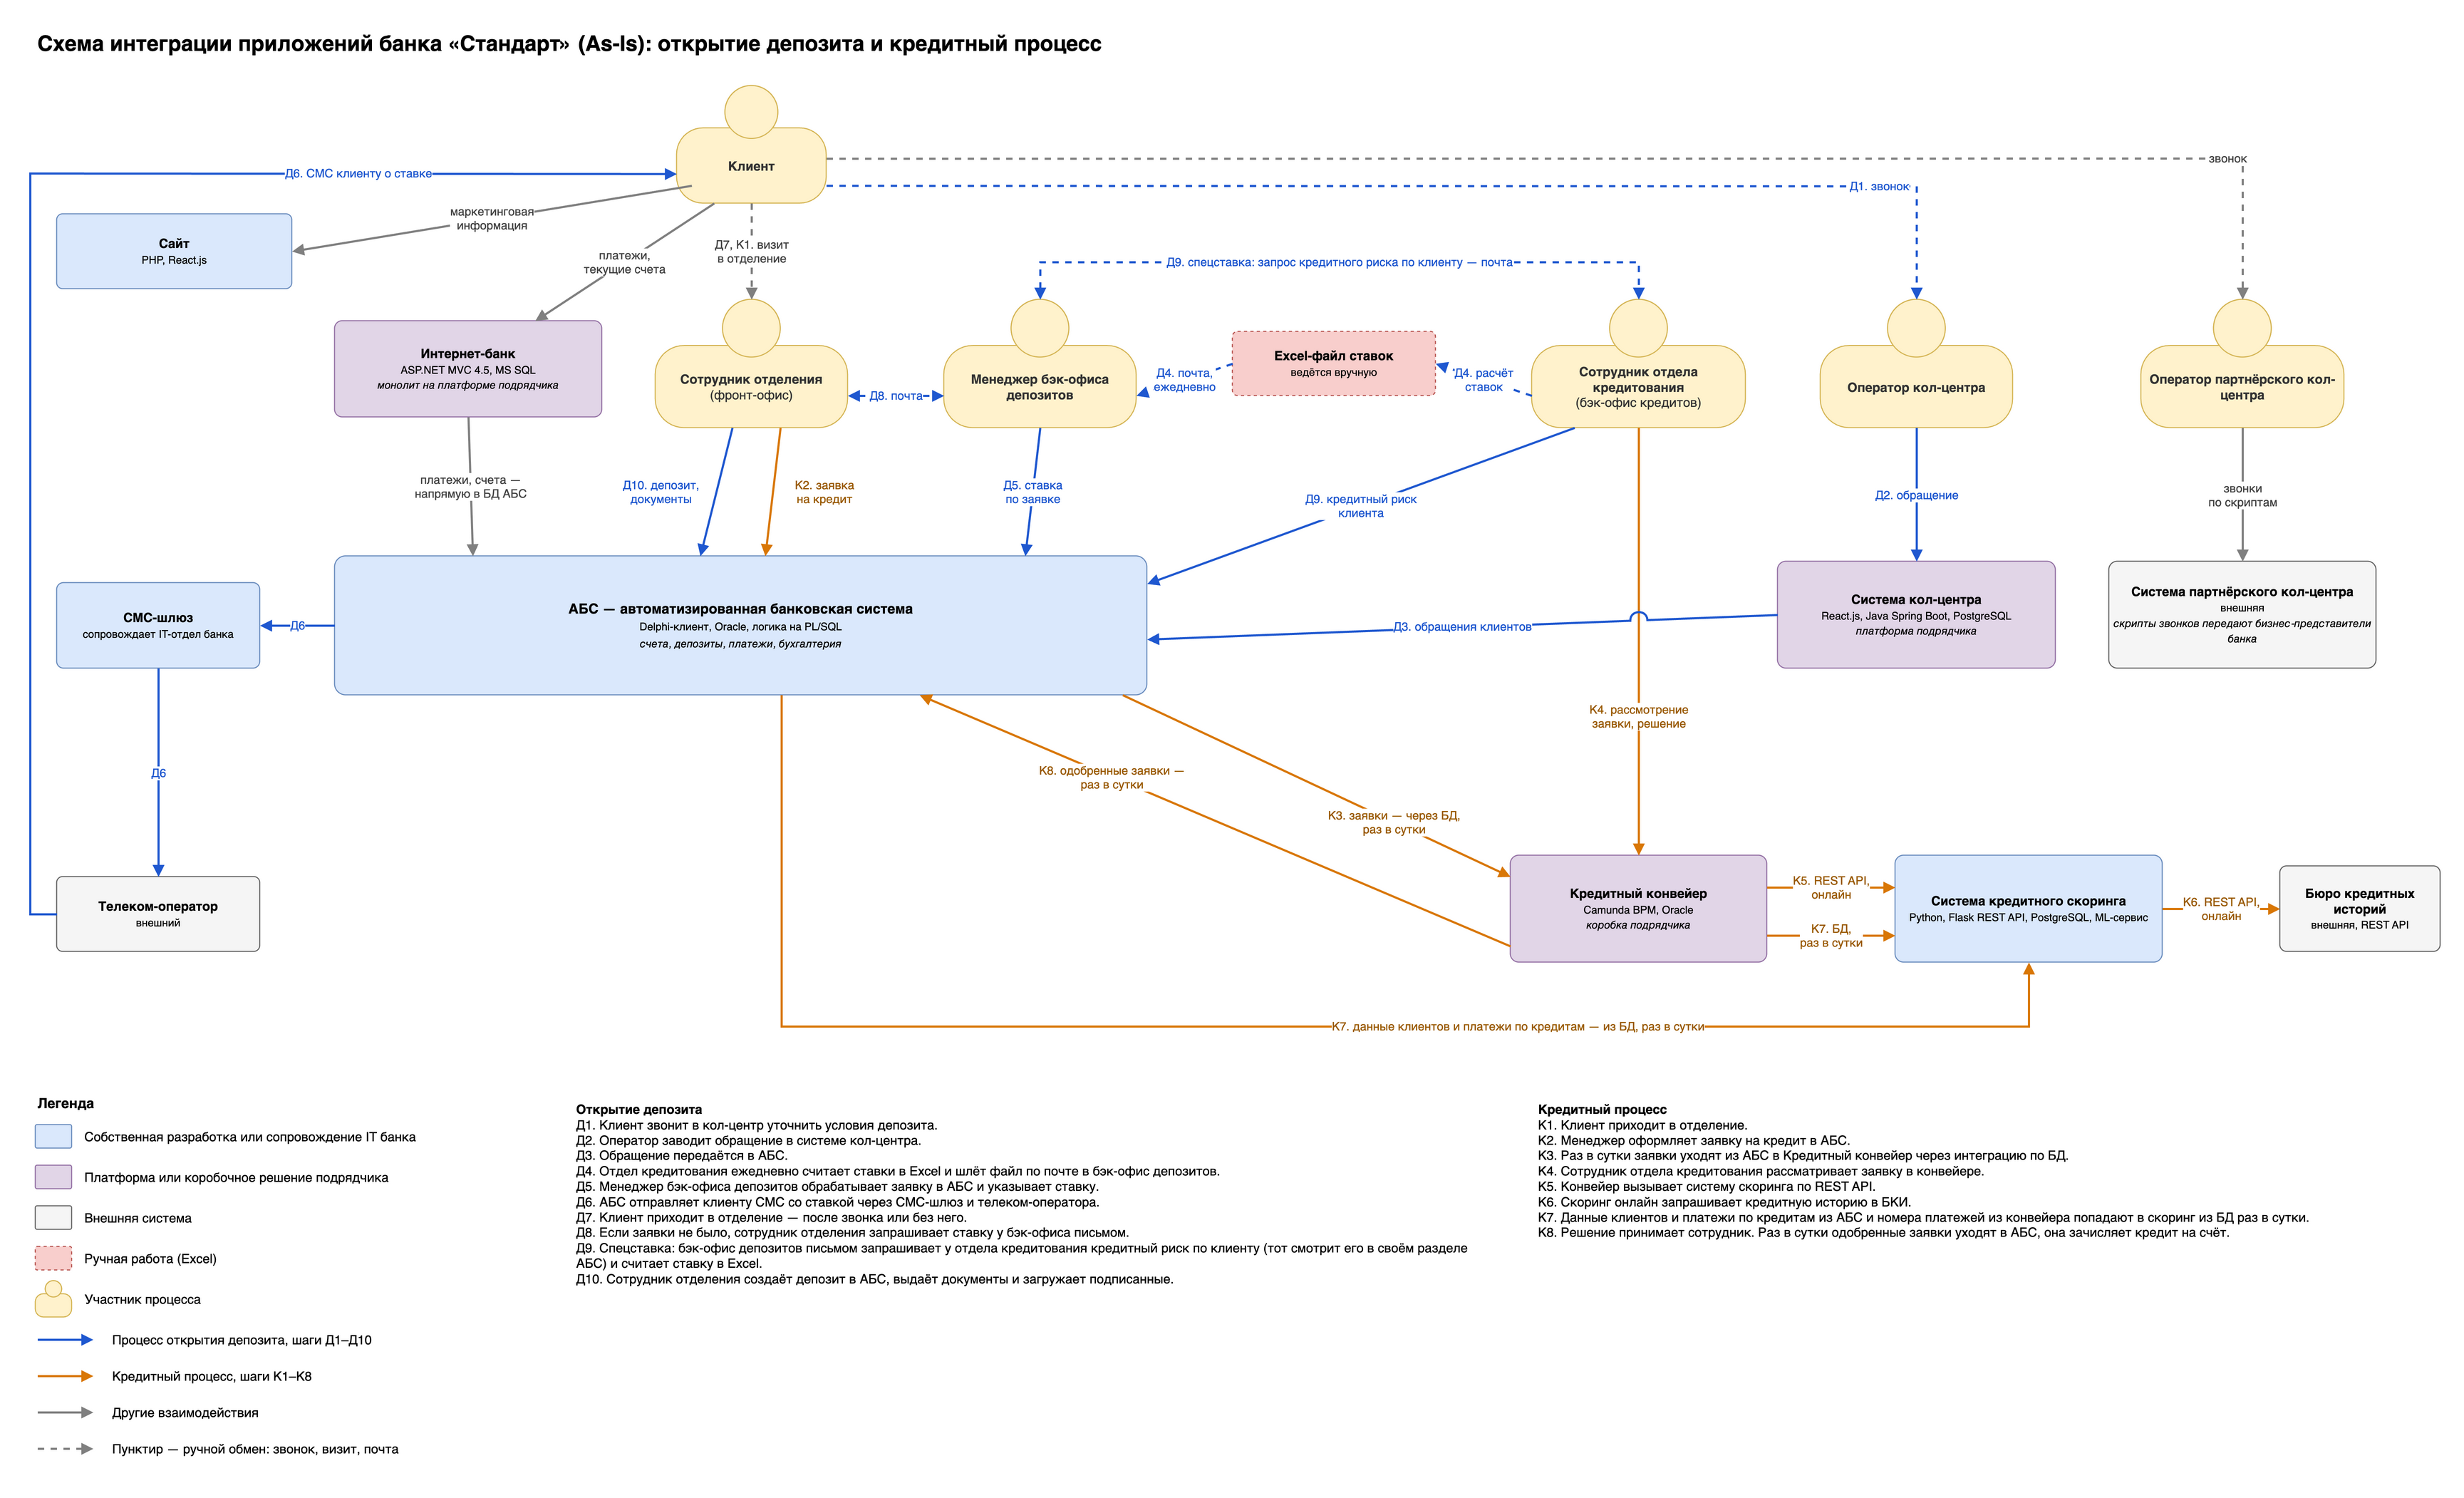 Схема интеграции приложений банка «Стандарт» (As-Is): открытие депозита и кредитный процесс
Клиент
звонок
Д6. СМС клиенту о ставке
Д1. звонок
маркетинговая
информация
Сайт
PHP, React.js
платежи,
текущие счета
Д7, К1. визит
в отделение
Д9. спецставка: запрос кредитного риска по клиенту — почта
Интернет-банк
ASP.NET MVC 4.5, MS SQL
монолит на платформе подрядчика
Сотрудник отделения
(фронт-офис)
Д8. почта
Менеджер бэк-офиса
депозитов
Д4. почта,
ежедневно
Excel-файл ставок
ведётся вручную
Д4. расчёт
ставок
Сотрудник отдела
кредитования
(бэк-офис кредитов)
Оператор кол-центра
Оператор партнёрского кол-
центра
платежи, счета —
напрямую в БД АБС
Д10. депозит,
документы
К2. заявка
на кредит
Д5. ставка
по заявке
Д9. кредитный риск
клиента
Д2. обращение
звонки
по скриптам
СМС-шлюз
сопровождает IT-отдел банка
Д6
АБС — автоматизированная банковская система
Delphi-клиент, Oracle, логика на PL/SQL
счета, депозиты, платежи, бухгалтерия
Д3. обращения клиентов
Система кол-центра
React.js, Java Spring Boot, PostgreSQL
платформа подрядчика
Система партнёрского кол-центра
внешняя
скрипты звонков передают бизнес-представители
банка
К4. рассмотрение
заявки, решение
Д6
К8. одобренные заявки —
раз в сутки
К3. заявки — через БД,
раз в сутки
Телеком-оператор
внешний
Кредитный конвейер
Camunda BPM, Oracle
коробка подрядчика
К5. REST API,
онлайн
К7. БД,
раз в сутки
Система кредитного скоринга
Python, Flask REST API, PostgreSQL, ML-сервис
К6. REST API,
онлайн
Бюро кредитных
историй
внешняя, REST API
К7. данные клиентов и платежи по кредитам — из БД, раз в сутки
Легенда
Собственная разработка или сопровождение IT банка
Платформа или коробочное решение подрядчика
Внешняя система
Ручная работа (Excel)
Участник процесса
Процесс открытия депозита, шаги Д1–Д10
Кредитный процесс, шаги К1–К8
Другие взаимодействия
Пунктир — ручной обмен: звонок, визит, почта
Открытие депозита
Д1. Клиент звонит в кол-центр уточнить условия депозита.
Д2. Оператор заводит обращение в системе кол-центра.
Д3. Обращение передаётся в АБС.
Д4. Отдел кредитования ежедневно считает ставки в Excel и шлёт файл по почте в бэк-офис депозитов.
Д5. Менеджер бэк-офиса депозитов обрабатывает заявку в АБС и указывает ставку.
Д6. АБС отправляет клиенту СМС со ставкой через СМС-шлюз и телеком-оператора.
Д7. Клиент приходит в отделение — после звонка или без него.
Д8. Если заявки не было, сотрудник отделения запрашивает ставку у бэк-офиса письмом.
Д9. Спецставка: бэк-офис депозитов письмом запрашивает у отдела кредитования кредитный риск по клиенту (тот смотрит его в своём разделе
АБС) и считает ставку в Excel.
Д10. Сотрудник отделения создаёт депозит в АБС, выдаёт документы и загружает подписанные.
Кредитный процесс
К1. Клиент приходит в отделение.
К2. Менеджер оформляет заявку на кредит в АБС.
К3. Раз в сутки заявки уходят из АБС в Кредитный конвейер через интеграцию по БД.
К4. Сотрудник отдела кредитования рассматривает заявку в конвейере.
К5. Конвейер вызывает систему скоринга по REST API.
К6. Скоринг онлайн запрашивает кредитную историю в БКИ.
К7. Данные клиентов и платежи по кредитам из АБС и номера платежей из конвейера попадают в скоринг из БД раз в сутки.
К8. Решение принимает сотрудник. Раз в сутки одобренные заявки уходят в АБС, она зачисляет кредит на счёт.